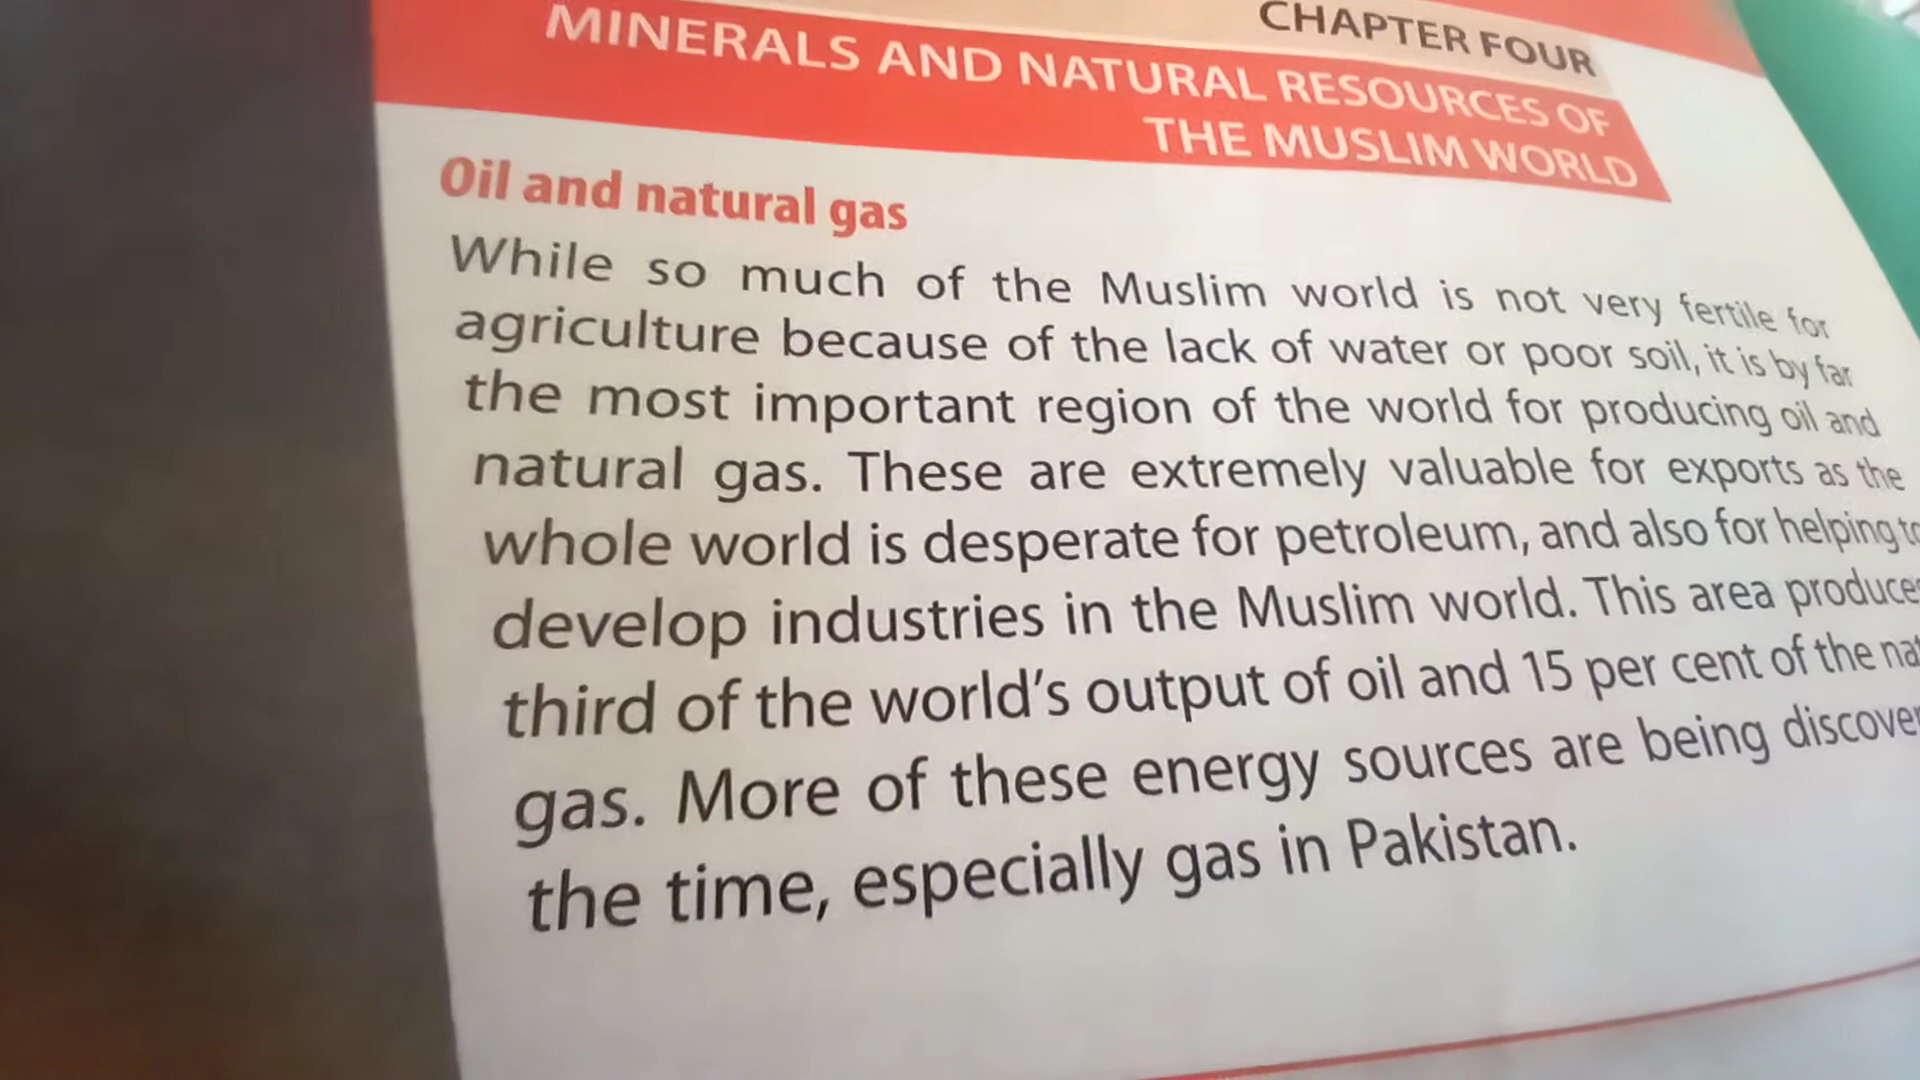 CHAPTER FOUR
MINERALS AND NATURAL RESOURCES OF
THE MUSLIM WORLD
Oil and natural gas
While so much of the Muslim world is not very fertile for
agriculture because of the lack of water or poor soil, it is by far
the most important region of the world for producing oil and
natural gas. These are extremely valuable for exports as the
whole world is desperate for petroleum, and also for helping to
develop industries in the Muslim world. This area produces
third of the world's output of oil and 15 per cent of the
gas. More of these energy sources are being
the time, especially gas in Pakistan.